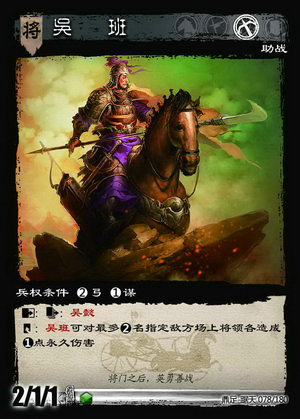 将 吴 班
助战
兵权条件 2弓 1谋
：吴懿
：吴班可对最多2名指定敌方场上将领各造成
1点永久伤害
将门之后，英勇善战
2/1/1
078/180